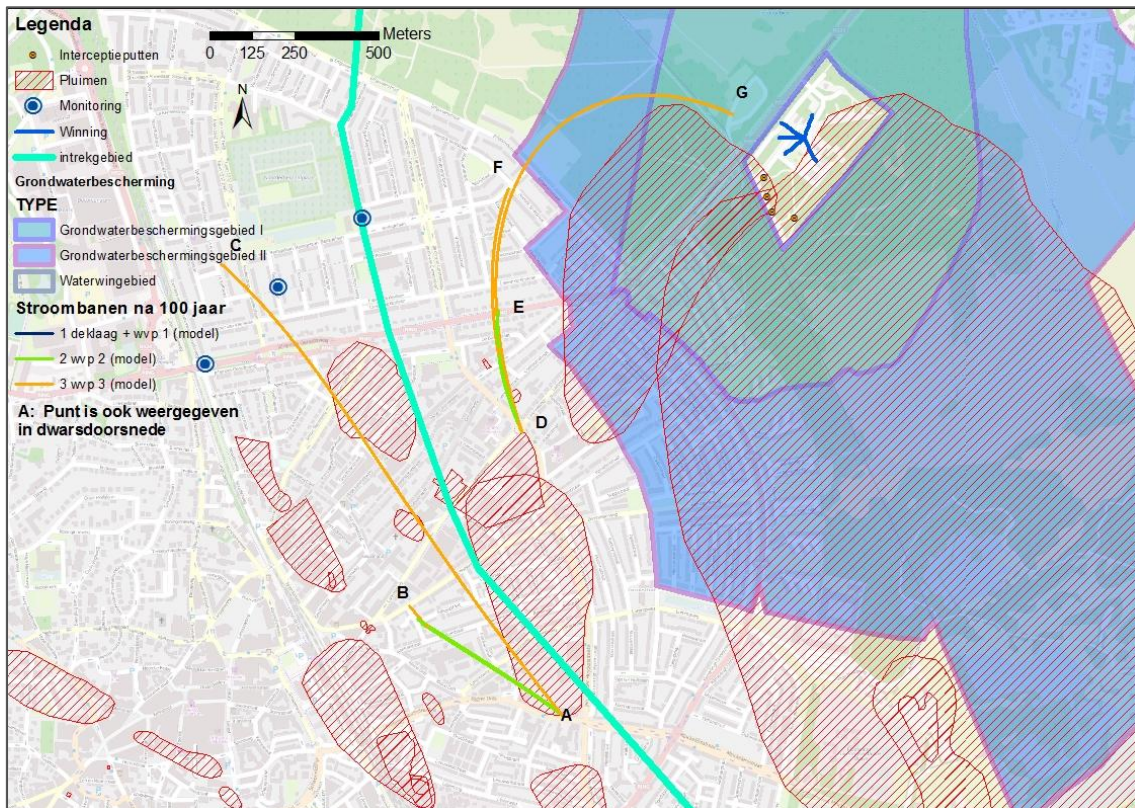 Legenda
Interceptieputten
Pluimen
Monitoring
Winning
intrekgebied
Grondwaterbescherming
TYPE
Grondwaterbeschermingsgebied I
Grondwaterbeschermingsgebied II
Waterwingebied
Stroombanen na 100 jaar
1 deklaag + wvp 1 (model)
2 wvp 2 (model)
3 wvp 3 (model)
A: Punt is ook weergegeven
in dwarsdoorsnede
Meters
0 125 250 500
N
G
F
C
E
D
B
A